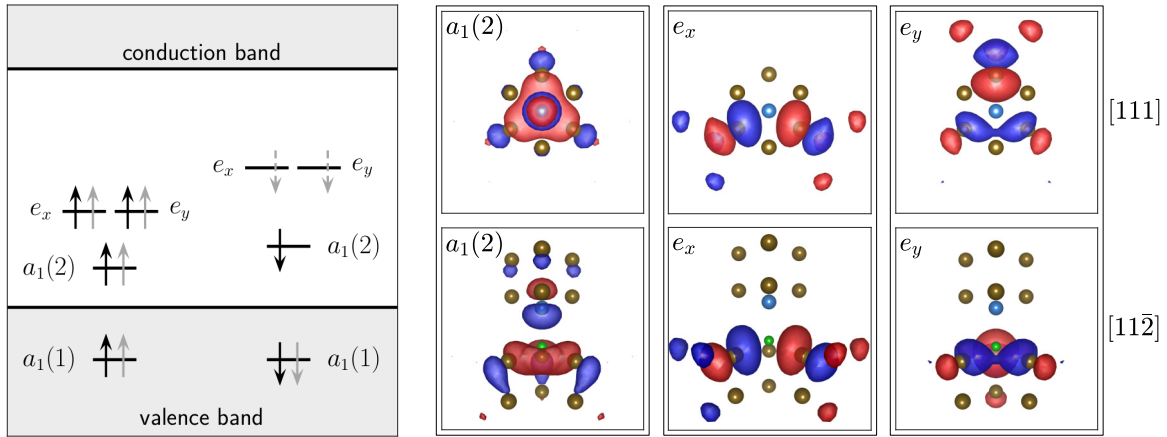 conduction band
e_x e_y
e_x e_y
a_1(2)
a_1(2)
a_1(1) a_1(1)
valence band
a_1(2) e_x e_y [111]
a_1(2) e_x e_y [11\bar{2}]